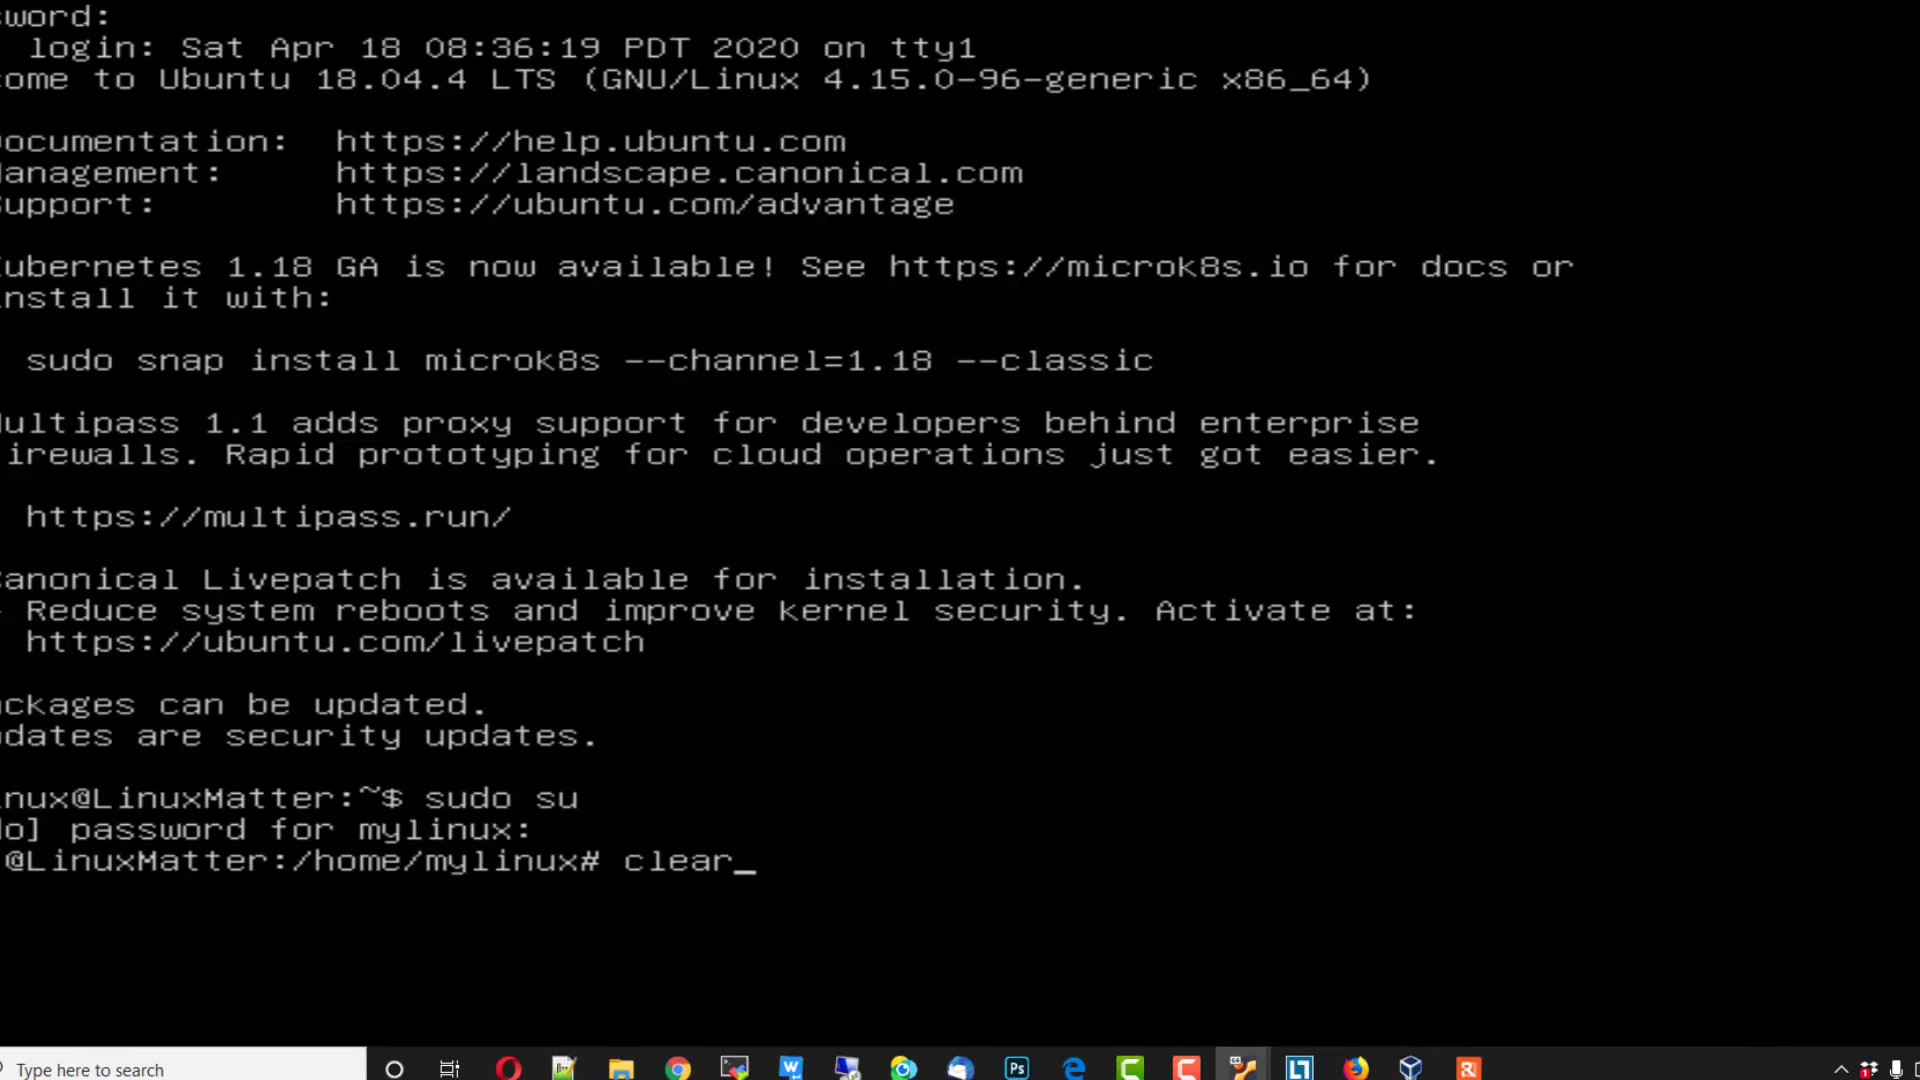 sword:
login: Sat Apr 18 08:36:19 PDT 2020 on tty1
come to Ubuntu 18.04.4 LTS (GNU/Linux 4.15.0-96-generic x86_64)
ocumentation: https://help.ubuntu.com
anagement: https://landscape.canonical.com
upport: https://ubuntu.com/advantage
ubernetes 1.18 GA is now available! See https://microk8s.io for docs or
nstall it with:
sudo snap install microk8s --channel=1.18 --classic
ultipass 1.1 adds proxy support for developers behind enterprise
irewalls. Rapid prototyping for cloud operations just got easier.
https://multipass.run/
anonical Livepatch is available for installation.
- Reduce system reboots and improve kernel security. Activate at:
https://ubuntu.com/livepatch
ackages can be updated.
pdates are security updates.
inux@LinuxMatter:~$ sudo su
do] password for mylinux:
@LinuxMatter:/home/mylinux# clear_
Type here to search